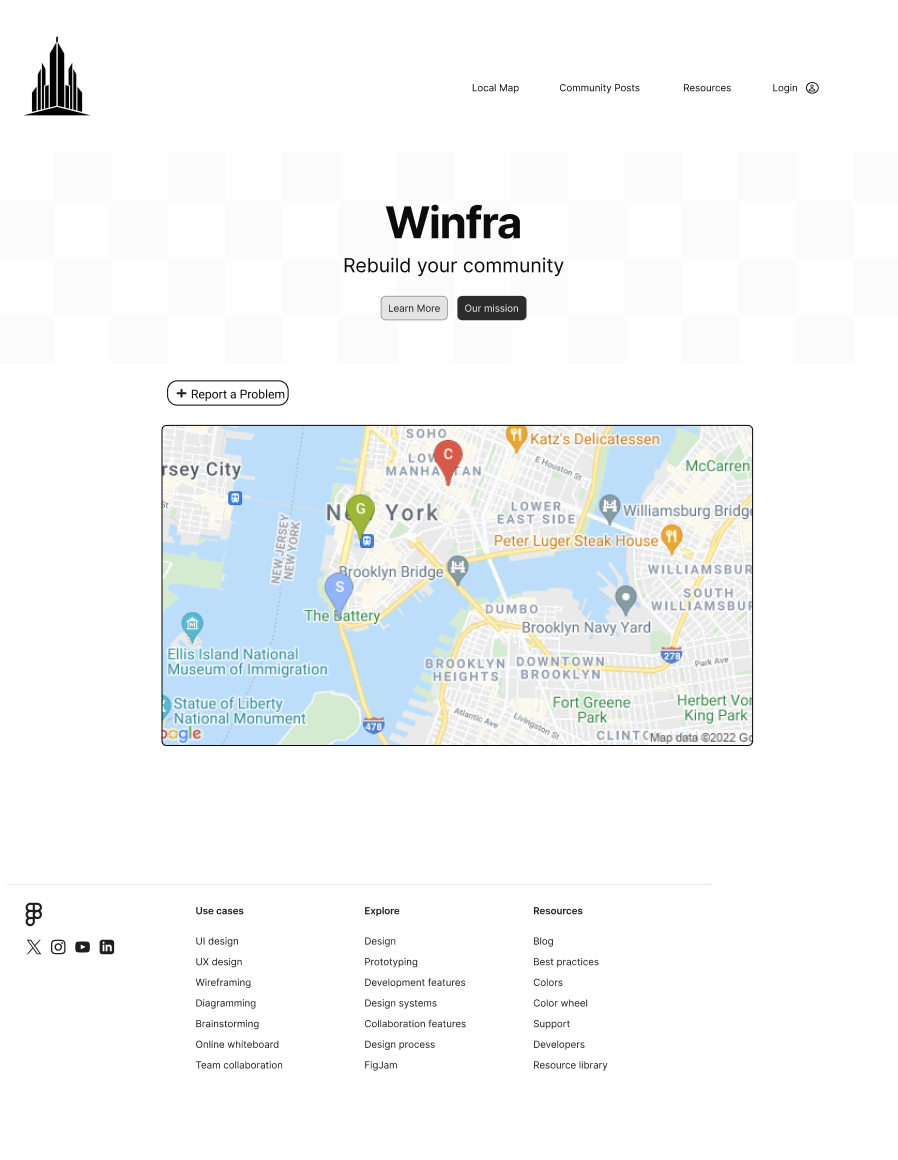 Local Map
Community Posts
Resources
Login
Winfra
Rebuild your community
Learn More
Our mission
+ Report a Problem
SOHO
C
Katz's Delicatessen
LOW
MANHATTAN
E Houston St
McCarren
rsey City
G
New York
LOWER
EAST SIDE
Williamsburg Bridge
Peter Luger Steak House
NEW JERSEY
NEW YORK
Brooklyn Bridge
WILLIAMSBUR
S
The Battery
DUMBO
SOUTH
WILLIAMSBUR
Brooklyn Navy Yard
Ellis Island National
Museum of Immigration
BROOKLYN
HEIGHTS
DOWNTOWN
BROOKLYN
278
Park Ave
Statue of Liberty
National Monument
Fort Greene
Park
Herbert Von
King Park
478
Atlantic Ave
Livingston St
oogle
CLINTO
Map data ©2022 Go
Use cases
UI design
UX design
Wireframing
Diagramming
Brainstorming
Online whiteboard
Team collaboration
Explore
Design
Prototyping
Development features
Design systems
Collaboration features
Design process
FigJam
Resources
Blog
Best practices
Colors
Color wheel
Support
Developers
Resource library